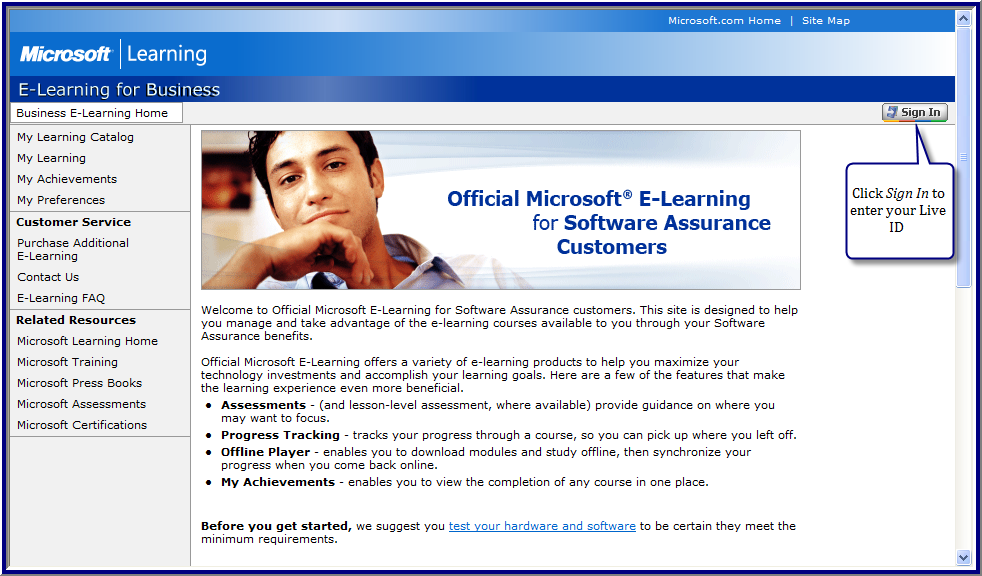 Microsoft.com Home | Site Map
Microsoft | Learning
E-Learning for Business
Business E-Learning Home
Sign In
My Learning Catalog
My Learning
My Achievements
My Preferences
Customer Service
Purchase Additional
E-Learning
Contact Us
E-Learning FAQ
Related Resources
Microsoft Learning Home
Microsoft Training
Microsoft Press Books
Microsoft Assessments
Microsoft Certifications
Official Microsoft® E-Learning
for Software Assurance
Customers
Click Sign In to
enter your Live
ID
Welcome to Official Microsoft E-Learning for Software Assurance customers. This site is designed to help
you manage and take advantage of the e-learning courses available to you through your Software
Assurance benefits.
Official Microsoft E-Learning offers a variety of e-learning products to help you maximize your
technology investments and accomplish your learning goals. Here are a few of the features that make
the learning experience even more beneficial.
• Assessments - (and lesson-level assessment, where available) provide guidance on where you
may want to focus.
• Progress Tracking - tracks your progress through a course, so you can pick up where you left off.
• Offline Player - enables you to download modules and study offline, then synchronize your
progress when you come back online.
• My Achievements - enables you to view the completion of any course in one place.
Before you get started, we suggest you test your hardware and software to be certain they meet the
minimum requirements.